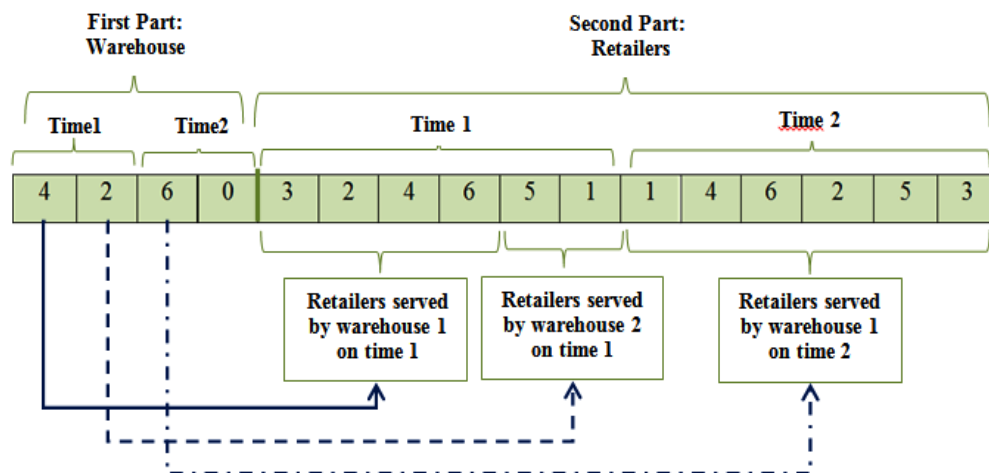 First Part:
Warehouse
Second Part:
Retailers
Time1
Time2
Time 1
Time 2
4 2 6 0 3 2 4 6 5 1 1 4 6 2 5 3
Retailers served
by warehouse 1
on time 1
Retailers served
by warehouse 2
on time 1
Retailers served
by warehouse 1
on time 2